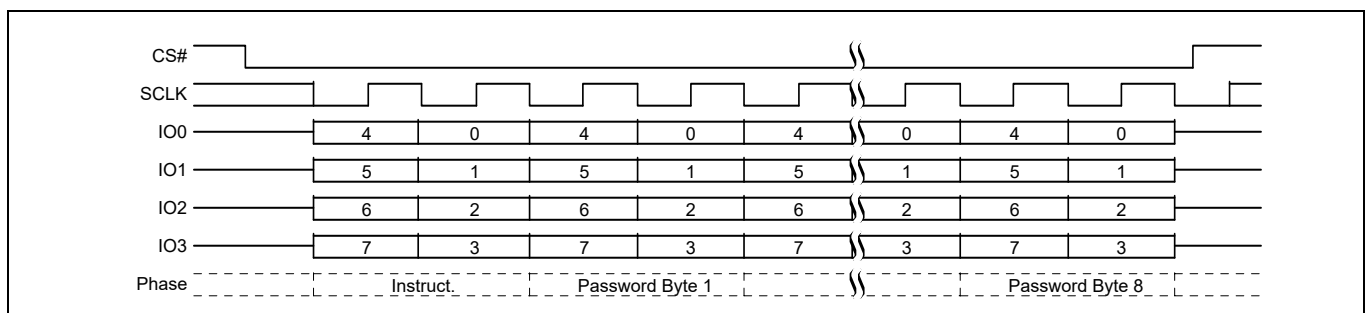 CS#
SCLK
IO0 4 0 4 0 4 0 4 0
IO1 5 1 5 1 5 1 5 1
IO2 6 2 6 2 6 2 6 2
IO3 7 3 7 3 7 3 7 3
Phase Instruct. Password Byte 1 Password Byte 8